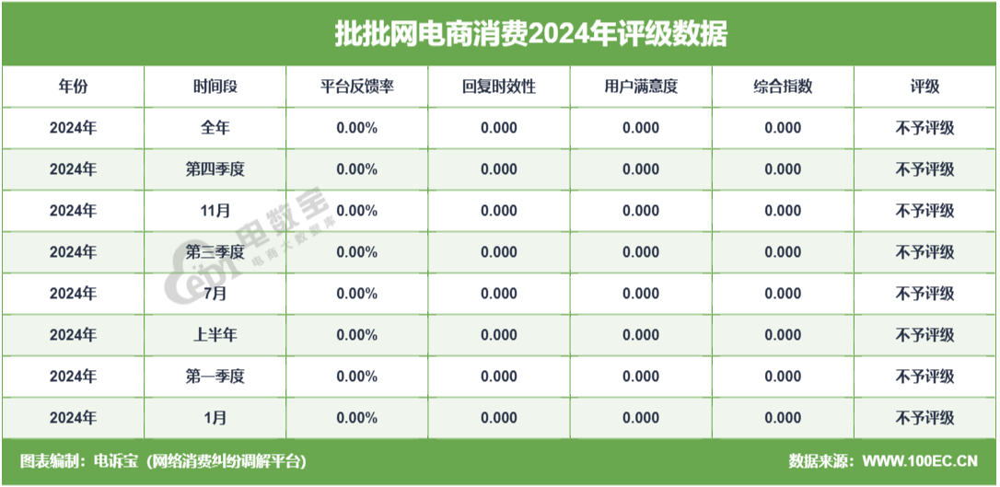 批批网电商消费2024年评级数据
年份 时间段 平台反馈率 回复时效性 用户满意度 综合指数 评级
2024年 全年 0.00% 0.000 0.000 0.000 不予评级
2024年 第四季度 0.00% 0.000 0.000 0.000 不予评级
2024年 11月 0.00% 0.000 0.000 0.000 不予评级
2024年 第三季度 0.00% 0.000 0.000 0.000 不予评级
2024年 7月 0.00% 0.000 0.000 0.000 不予评级
2024年 上半年 0.00% 0.000 0.000 0.000 不予评级
2024年 第一季度 0.00% 0.000 0.000 0.000 不予评级
2024年 1月 0.00% 0.000 0.000 0.000 不予评级
电数宝
电商大数据库
图表编制：电诉宝（网络消费纠纷调解平台） 数据来源：WWW.100EC.CN